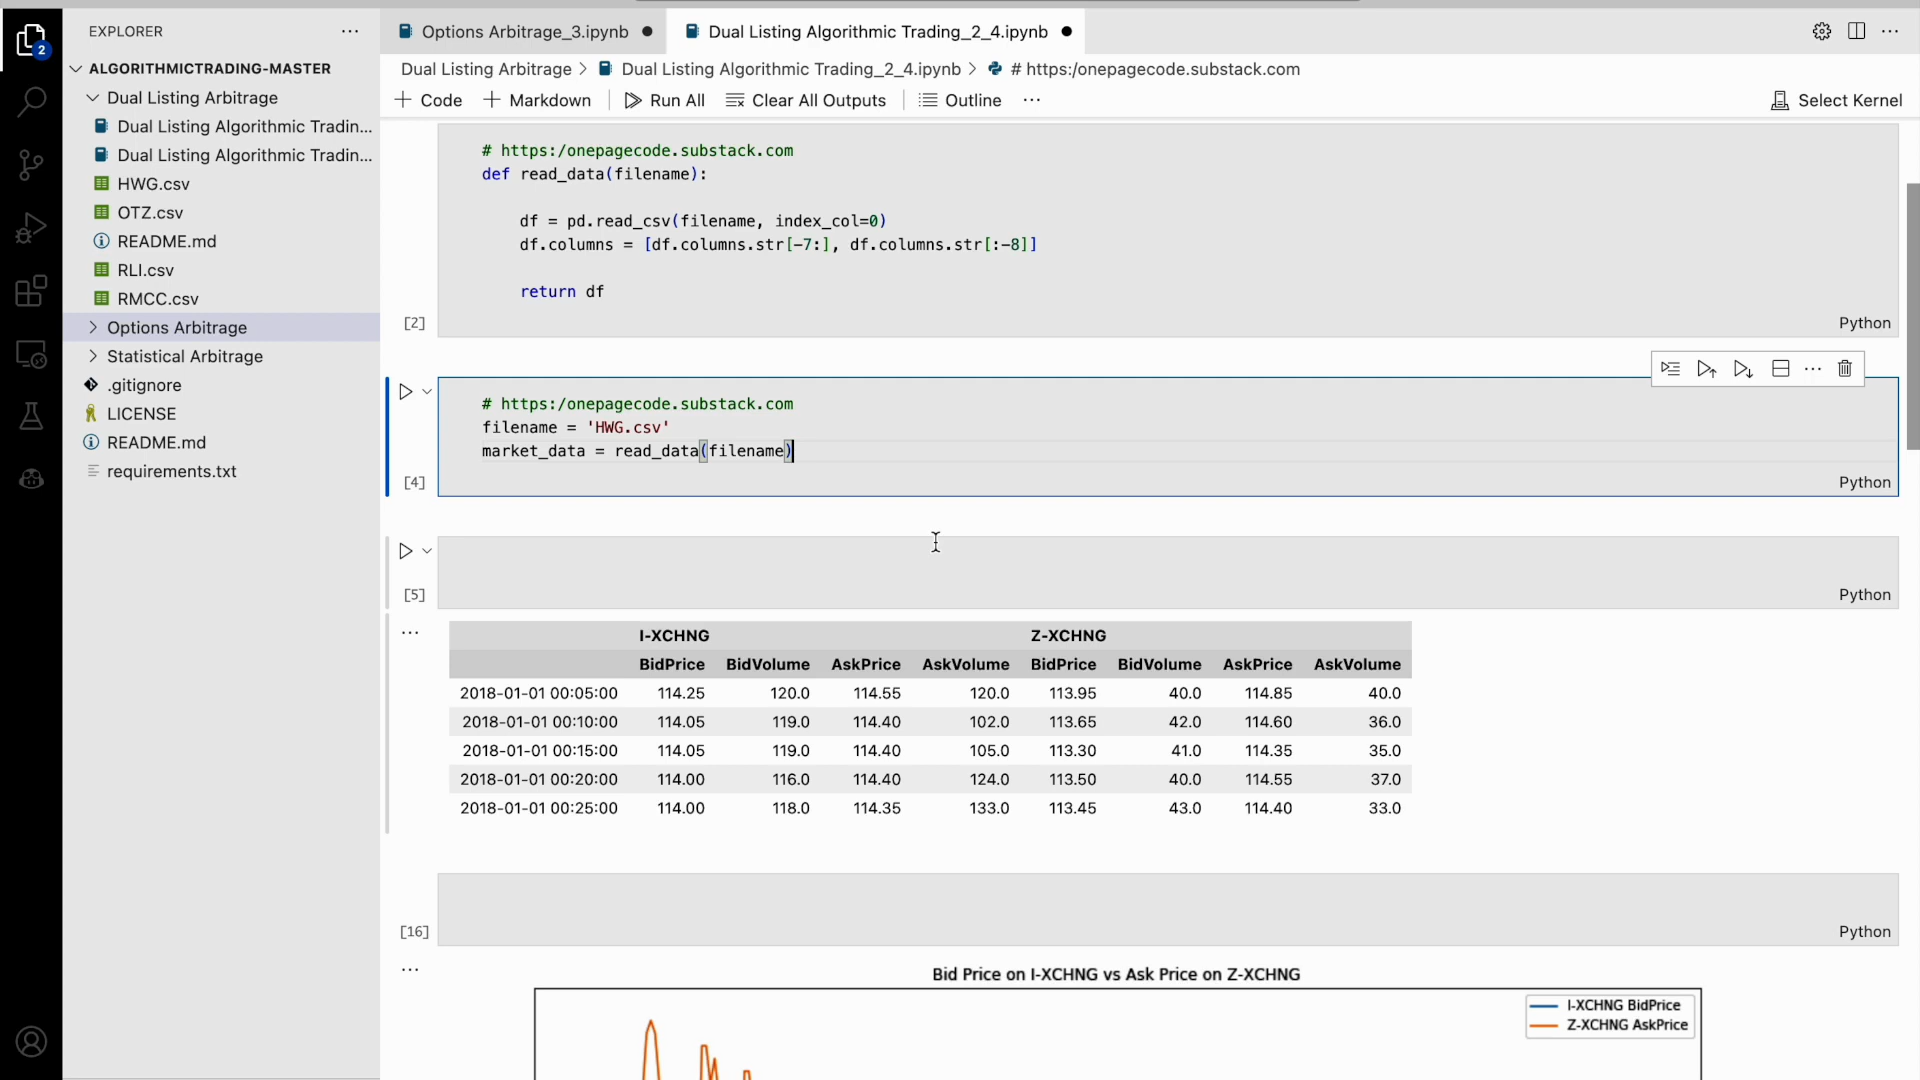 EXPLORER
2
ALGORITHMICTRADING-MASTER
Dual Listing Arbitrage
Dual Listing Algorithmic Tradin...
Dual Listing Algorithmic Tradin...
HWG.csv
OTZ.csv
README.md
RLI.csv
RMCC.csv
Options Arbitrage
Statistical Arbitrage
.gitignore
LICENSE
README.md
requirements.txt
Options Arbitrage_3.ipynb
Dual Listing Algorithmic Trading_2_4.ipynb
Dual Listing Arbitrage > Dual Listing Algorithmic Trading_2_4.ipynb > # https:/onepagecode.substack.com
+ Code + Markdown Run All Clear All Outputs Outline ... Select Kernel
# https:/onepagecode.substack.com
def read_data(filename):
df = pd.read_csv(filename, index_col=0)
df.columns = [df.columns.str[-7:], df.columns.str[:-8]]
return df
[2] Python
# https:/onepagecode.substack.com
filename = 'HWG.csv'
market_data = read_data(filename)
[4] Python
[5] Python
I-XCHNG Z-XCHNG
BidPrice BidVolume AskPrice AskVolume BidPrice BidVolume AskPrice AskVolume
2018-01-01 00:05:00 114.25 120.0 114.55 120.0 113.95 40.0 114.85 40.0
2018-01-01 00:10:00 114.05 119.0 114.40 102.0 113.65 42.0 114.60 36.0
2018-01-01 00:15:00 114.05 119.0 114.40 105.0 113.30 41.0 114.35 35.0
2018-01-01 00:20:00 114.00 116.0 114.40 124.0 113.50 40.0 114.55 37.0
2018-01-01 00:25:00 114.00 118.0 114.35 133.0 113.45 43.0 114.40 33.0
[16] Python
Bid Price on I-XCHNG vs Ask Price on Z-XCHNG
I-XCHNG BidPrice
Z-XCHNG AskPrice